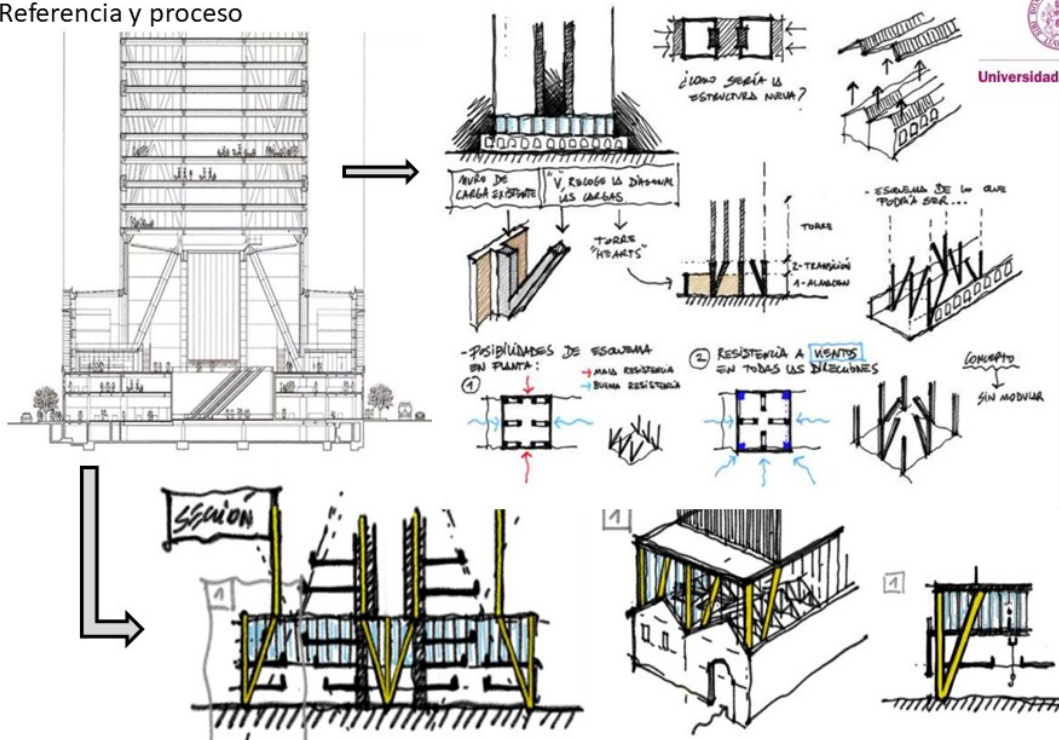 Referencia y proceso
Universidad
¿COMO SERÍA LA
ESTRUCTURA NUEVA?
MURO DE
CARGA EXISTENTE
"V" RECOGE LA DIAGONAL
LAS CARGAS
TORRE
"HEARTS"
TORRE
2-TRANSICIÓN
1-ALMACEN
- ESQUEMA DE LO QUE
PODRÍA SER...
- POSIBILIDADES DE ESQUEMA
EN PLANTA:
1
MALA RESISTENCIA
BUENA RESISTENCIA
2 RESISTENCIA A VIENTOS
EN TODAS LAS DIRECCIONES
CONCEPTO
SIN MODULAR
SECCIÓN
1
1
1